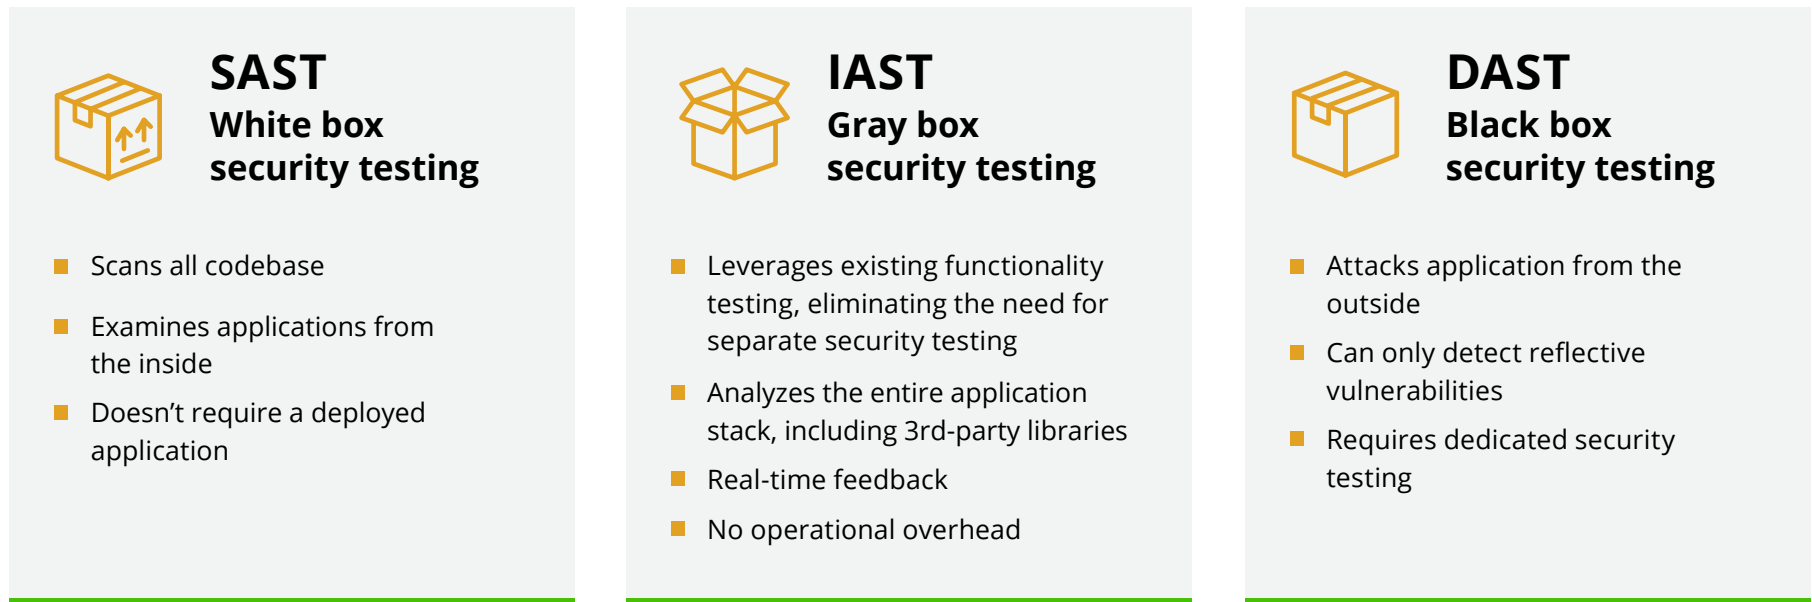 SAST
White box
security testing
Scans all codebase
Examines applications from
the inside
Doesn’t require a deployed
application
IAST
Gray box
security testing
Leverages existing functionality
testing, eliminating the need for
separate security testing
Analyzes the entire application
stack, including 3rd-party libraries
Real-time feedback
No operational overhead
DAST
Black box
security testing
Attacks application from the
outside
Can only detect reflective
vulnerabilities
Requires dedicated security
testing